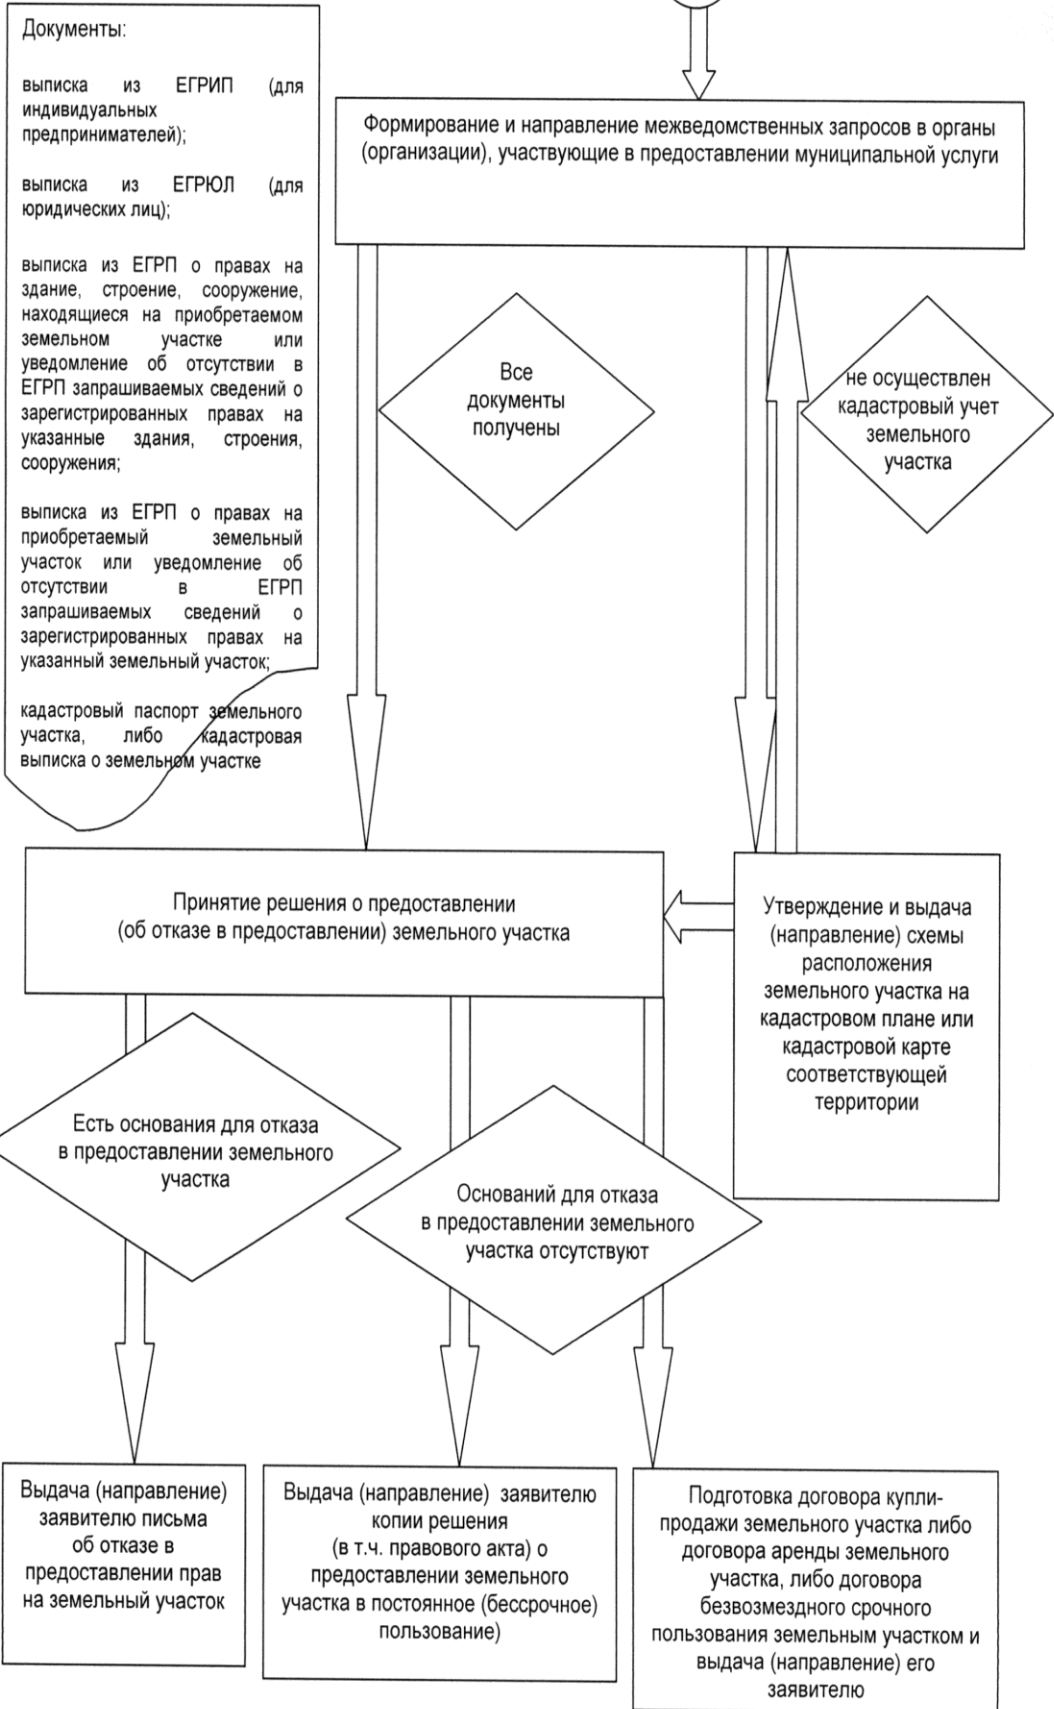 Документы:
выписка из ЕГРИП (для
индивидуальных
предпринимателей);
выписка из ЕГРЮЛ (для
юридических лиц);
выписка из ЕГРП о правах на
здание, строение, сооружение,
находящиеся на приобретаемом
земельном участке или
уведомление об отсутствии в
ЕГРП запрашиваемых сведений о
зарегистрированных правах на
указанные здания, строения,
сооружения;
выписка из ЕГРП о правах на
приобретаемый земельный
участок или уведомление об
отсутствии в ЕГРП
запрашиваемых сведений о
зарегистрированных правах на
указанный земельный участок;
кадастровый паспорт земельного
участка, либо кадастровая
выписка о земельном участке
Формирование и направление межведомственных запросов в органы
(организации), участвующие в предоставлении муниципальной услуги
Все
документы
получены
не осуществлен
кадастровый учет
земельного
участка
Принятие решения о предоставлении
(об отказе в предоставлении) земельного участка
Утверждение и выдача
(направление) схемы
расположения
земельного участка на
кадастровом плане или
кадастровой карте
соответствующей
территории
Есть основания для отказа
в предоставлении земельного
участка
Оснований для отказа
в предоставлении земельного
участка отсутствуют
Выдача (направление)
заявителю письма
об отказе в
предоставлении прав
на земельный участок
Выдача (направление) заявителю
копии решения
(в т.ч. правового акта) о
предоставлении земельного
участка в постоянное (бессрочное)
пользование)
Подготовка договора купли-
продажи земельного участка либо
договора аренды земельного
участка, либо договора
безвозмездного срочного
пользования земельным участком и
выдача (направление) его
заявителю